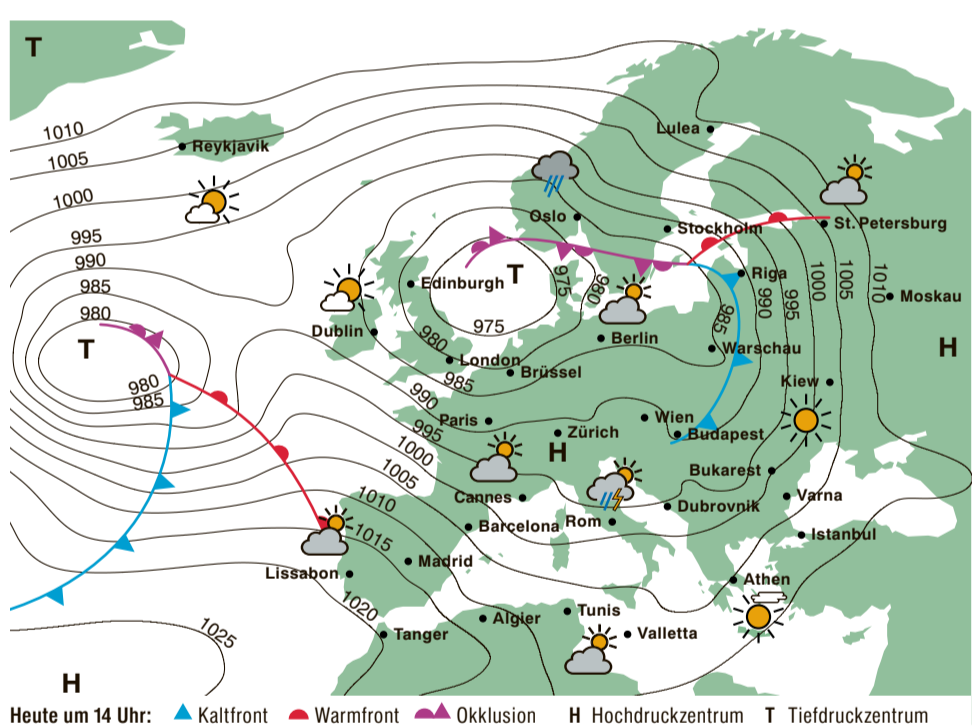 T
1010
Reykjavik
Lulea
1005
1000
Oslo
Stockholm
St. Petersburg
995
990
T
Riga
985
Edinburgh
975
980
990
995
1000
1005
1010
Moskau
980
Dublin
975
985
T
980
London
Berlin
Warschau
H
980
985
Brüssel
985
Kiew
990
Paris
Wien
995
Zürich
Budapest
1000
H
1005
Bukarest
1010
Cannes
Dubrovnik
Varna
1015
Barcelona
Rom
Istanbul
Madrid
Lissabon
Athen
1020
Algier
Tunis
1025
Tanger
Valletta
H
Heute um 14 Uhr: Kaltfront Warmfront Okklusion H Hochdruckzentrum T Tiefdruckzentrum